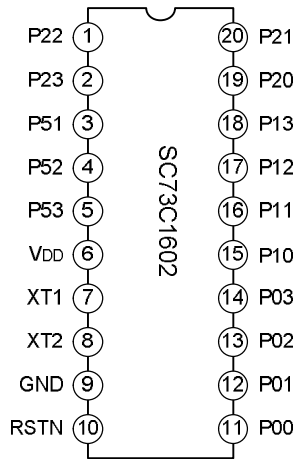 P22 1 20 P21
P23 2 19 P20
P51 3 18 P13
P52 4 17 P12
P53 5 16 P11
VDD 6 15 P10
XT1 7 14 P03
XT2 8 13 P02
GND 9 12 P01
RSTN 10 11 P00
SC73C1602